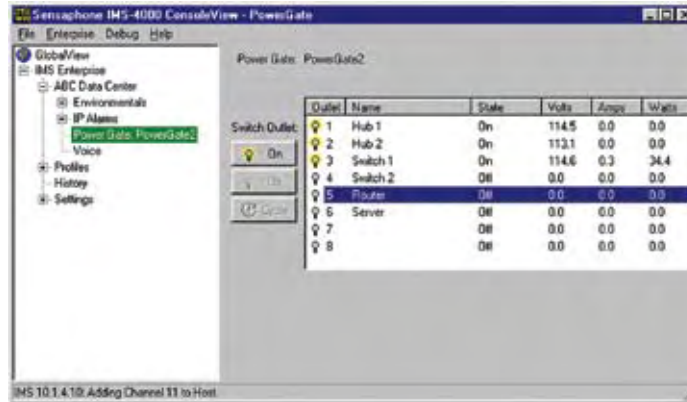 Sensaphone IMS-4000 ConsoleView - PowerGate
File Enterprise Debug Help
GlobalView
IMS Enterprise
ABC Data Center
Environmentals
IP Alarms
Power Gate: PowerGate2
Voice
Profiles
History
Settings
Power Gate: PowerGate2
Switch Outlet:
On
Off
Cycle
Outlet Name State Volts Amps Watts
1 Hub 1 On 114.5 0.0 0.0
2 Hub 2 On 113.1 0.0 0.0
3 Switch 1 On 114.6 0.3 34.4
4 Switch 2 Off 0.0 0.0 0.0
5 Router Off 0.0 0.0 0.0
6 Server Off 0.0 0.0 0.0
7 Off 0.0 0.0 0.0
8 Off 0.0 0.0 0.0
IMS 10.1.4.10: Adding Channel 11 to Host